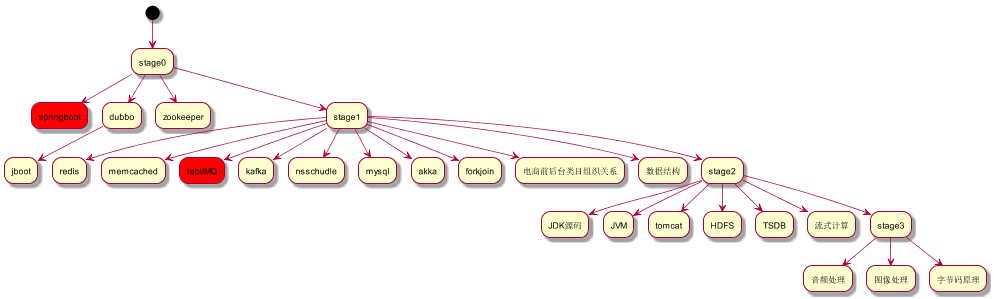 stage0
springboot
dubbo
zookeeper
stage1
jboot
redis
memcached
rebitMQ
kafka
nsschudle
mysql
akka
forkjoin
电商前后台类目组织关系
数据结构
stage2
JDK源码
JVM
tomcat
HDFS
TSDB
流式计算
stage3
音频处理
图像处理
字节码原理